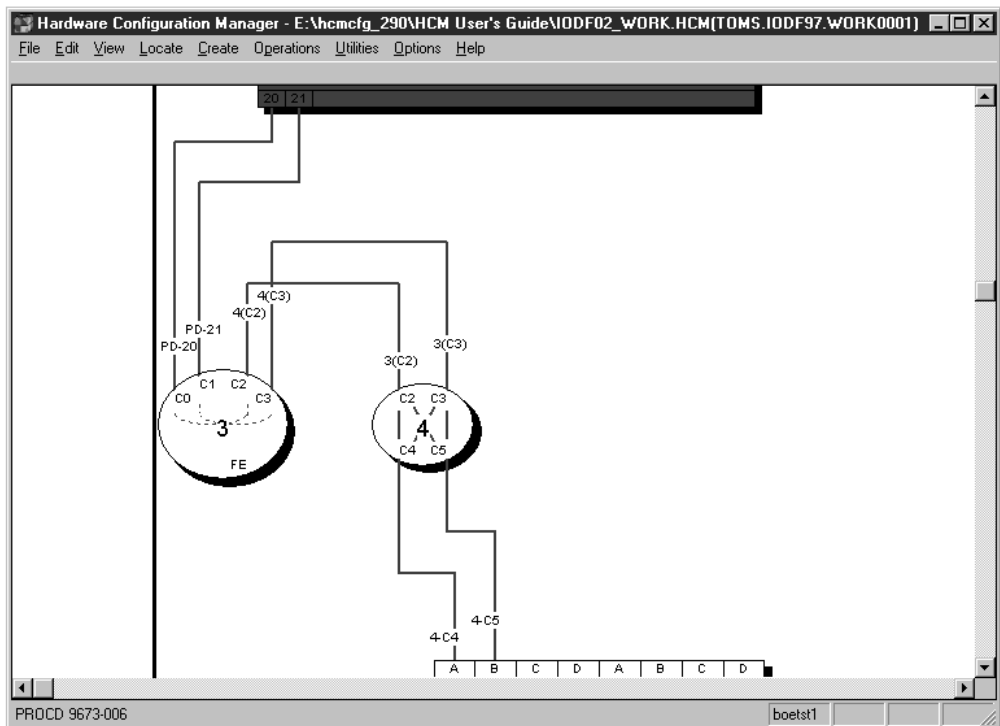 Hardware Configuration Manager - E:\hcmcfg_290\HCM User's Guide\IODF02_WORK.HCM(TOMS.IODF97.WORK0001)
File Edit View Locate Create Operations Utilities Options Help
20 21
4(C3)
4(C2)
PD-21
3(C3)
PD-20
3(C2)
C1 C2
C0 C3
C2 C3
3
4
C4 C5
FE
4-C5
4-C4
A B C D A B C D
PROCD 9673-006 boetst1